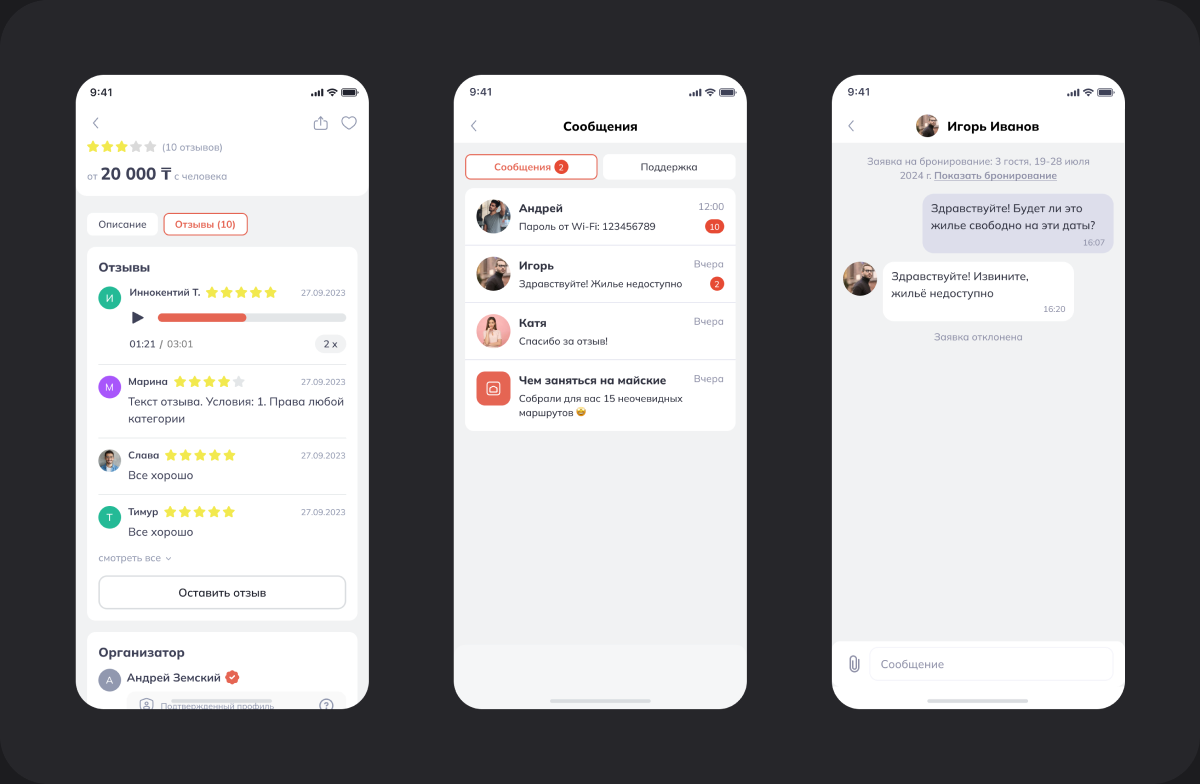 9:41
(10 отзывов)
от 20 000 ₸ с человека
Описание
Отзывы (10)
Отзывы
И
Иннокентий Т.
27.09.2023
01:21 / 03:01
2 x
М
Марина
27.09.2023
Текст отзыва. Условия: 1. Права любой
категории
Слава
27.09.2023
Все хорошо
Т
Тимур
27.09.2023
Все хорошо
смотреть все
Оставить отзыв
Организатор
А
Андрей Земский
Подтвержденный профиль
?
9:41
Сообщения
Сообщения 2
Поддержка
Андрей
12:00
Пароль от Wi-Fi: 123456789
10
Игорь
Вчера
Здравствуйте! Жилье недоступно
2
Катя
Вчера
Спасибо за отзыв!
Чем заняться на майские
Вчера
Собрали для вас 15 неочевидных
маршрутов 🤩
9:41
Игорь Иванов
Заявка на бронирование: 3 гостя, 19-28 июля
2024 г. Показать бронирование
Здравствуйте! Будет ли это
жилье свободно на эти даты?
16:07
Здравствуйте! Извините,
жильё недоступно
16:20
Заявка отклонена
Сообщение